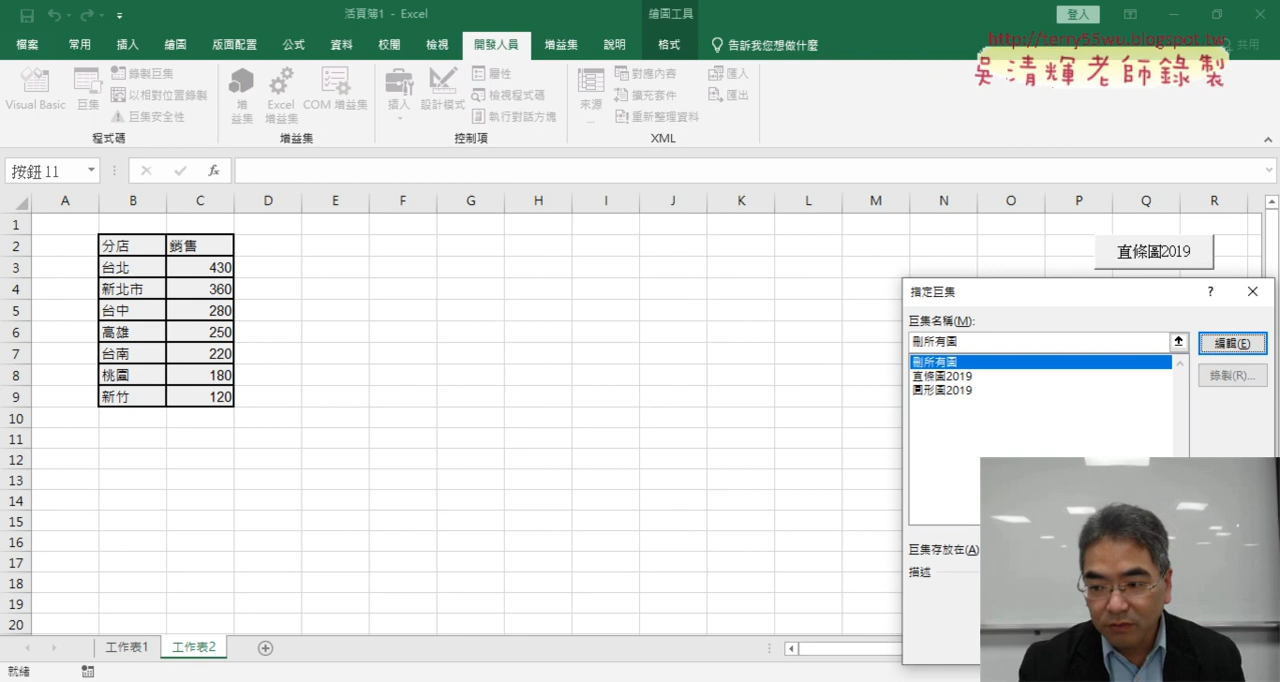 活頁簿1 - Excel
繪圖工具
登入
檔案 常用 插入 繪圖 版面配置 公式 資料 校閱 檢視 開發人員 增益集 說明 格式 告訴我您想做什麼 共用
http://terry55wu.blogspot.tw
吳清輝老師錄製
Visual Basic
巨集
錄製巨集
以相對位置錄製
巨集安全性
程式碼
增
益集
Excel
增益集
COM 增益集
增益集
插入
設計模式
屬性
檢視程式碼
執行對話方塊
控制項
來源
對應內容
擴充套件
重新整理資料
匯入
匯出
XML
按鈕 11
fx
A B C D E F G H I J K L M N O P Q R
1
2 分店 銷售
3 台北 430
4 新北市 360
5 台中 280
6 高雄 250
7 台南 220
8 桃園 180
9 新竹 120
10
11
12
13
14
15
16
17
18
19
20
直條圖2019
指定巨集 ?
巨集名稱(M):
刪所有圖
編輯(E)
刪所有圖
直條圖2019
圓形圖2019
錄製(R)...
巨集存放在(A)
描述
工作表1 工作表2
就緒